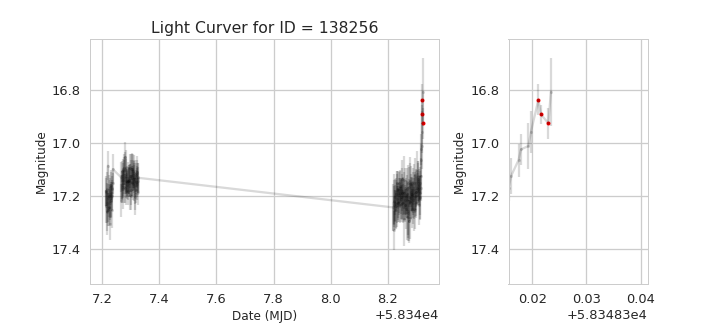 Light Curver for ID = 138256
Magnitude
16.8
17.0
17.2
17.4
7.2
7.4
7.6
7.8
8.0
8.2
Date (MJD)
+5.834e4
Magnitude
16.8
17.0
17.2
17.4
0.02
0.03
0.04
+5.83483e4